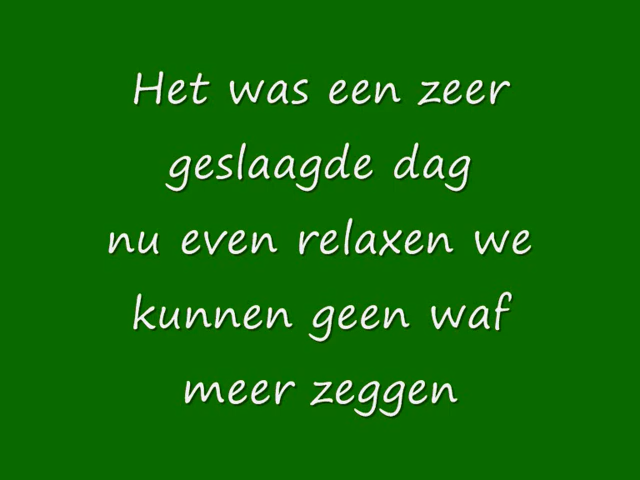 Het was een zeer
geslaagde dag
nu even relaxen we
kunnen geen waf
meer zeggen